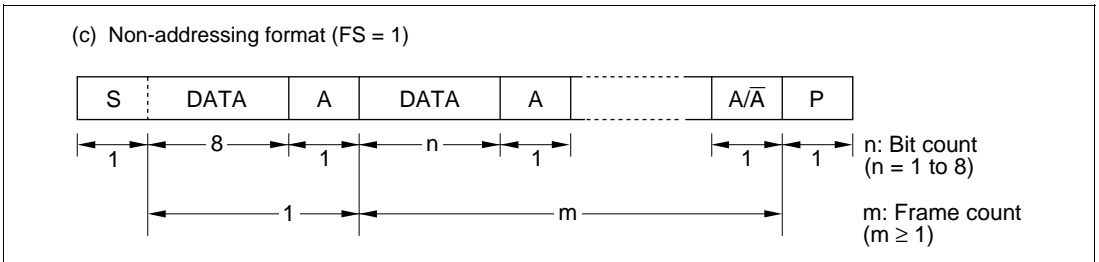 (c) Non-addressing format (FS = 1)
S DATA A DATA A A/A̅ P
1 8 1 n 1 1 1
n: Bit count
(n = 1 to 8)
1 m
m: Frame count
(m ≥ 1)